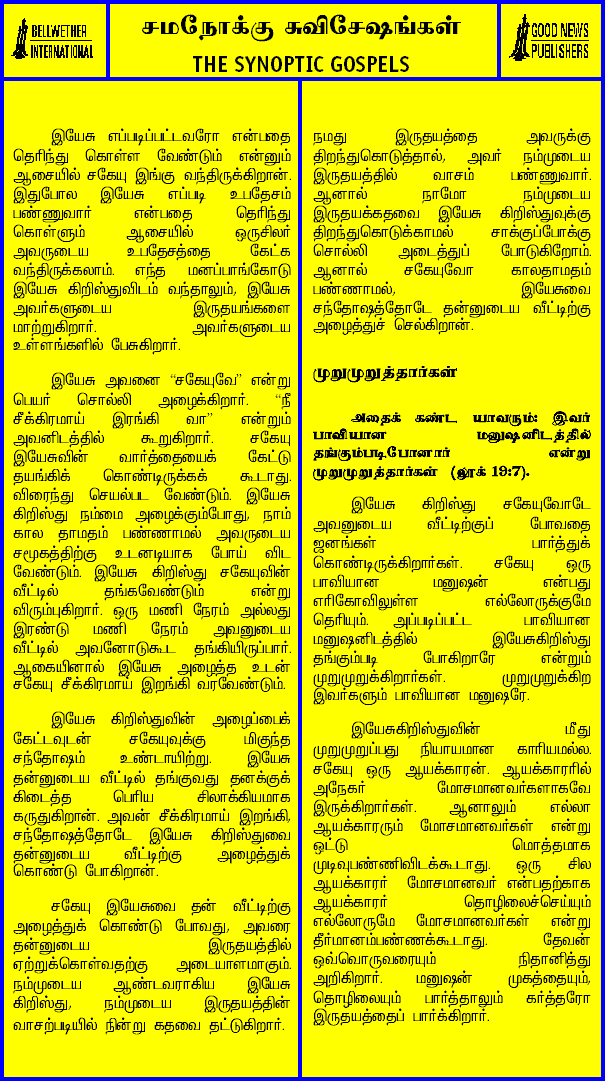 BELLWETHER
INTERNATIONAL
சமநோக்கு சுவிசேஷங்கள்
THE SYNOPTIC GOSPELS
GOOD NEWS
PUBLISHERS
இயேசு எப்படிப்பட்டவரோ என்பதை
தெரிந்து கொள்ள வேண்டும் என்னும்
ஆசையில் சகேயு இங்கு வந்திருக்கிறான்.
இதுபோல இயேசு எப்படி உபதேசம்
பண்ணுவார் என்பதை தெரிந்து
கொள்ளும் ஆசையில் ஒருசிலர்
அவருடைய உபதேசத்தை கேட்க
வந்திருக்கலாம். எந்த மனப்பாங்கோடு
இயேசு கிறிஸ்துவிடம் வந்தாலும், இயேசு
அவர்களுடைய இருதயங்களை
மாற்றுகிறார். அவர்களுடைய
உள்ளங்களில் பேசுகிறார்.
இயேசு அவனை “சகேயுவே” என்று
பெயர் சொல்லி அழைக்கிறார். “நீ
சீக்கிரமாய் இரங்கி வா” என்றும்
அவனிடத்தில் கூறுகிறார். சகேயு
இயேசுவின் வார்த்தையைக் கேட்டு
தயங்கிக் கொண்டிருக்கக் கூடாது.
விரைந்து செயல்பட வேண்டும். இயேசு
கிறிஸ்து நம்மை அழைக்கும்போது, நாம்
கால தாமதம் பண்ணாமல் அவருடைய
சமூகத்திற்கு உடனடியாக போய் விட
வேண்டும். இயேசு கிறிஸ்து சகேயுவின்
வீட்டில் தங்கவேண்டும் என்று
விரும்புகிறார். ஒரு மணி நேரம் அல்லது
இரண்டு மணி நேரம் அவனுடைய
வீட்டில் அவனோடுகூட தங்கியிருப்பார்.
ஆகையினால் இயேசு அழைத்த உடன்
சகேயு சீக்கிரமாய் இறங்கி வரவேண்டும்.
இயேசு கிறிஸ்துவின் அழைப்பைக்
கேட்டவுடன் சகேயுவுக்கு மிகுந்த
சந்தோஷம் உண்டாயிற்று. இயேசு
தன்னுடைய வீட்டில் தங்குவது தனக்குக்
கிடைத்த பெரிய சிலாக்கியமாக
கருதுகிறான். அவன் சீக்கிரமாய் இறங்கி,
சந்தோஷத்தோடே இயேசு கிறிஸ்துவை
தன்னுடைய வீட்டிற்கு அழைத்துக்
கொண்டு போகிறான்.
சகேயு இயேசுவை தன் வீட்டிற்கு
அழைத்துக் கொண்டு போவது, அவரை
தன்னுடைய இருதயத்தில்
ஏற்றுக்கொள்வதற்கு அடையாளமாகும்.
நம்முடைய ஆண்டவராகிய இயேசு
கிறிஸ்து, நம்முடைய இருதயத்தின்
வாசற்படியில் நின்று கதவை தட்டுகிறார்.
நமது இருதயத்தை அவருக்கு
திறந்துகொடுத்தால், அவர் நம்முடைய
இருதயத்தில் வாசம் பண்ணுவார்.
ஆனால் நாமோ நம்முடைய
இருதயக்கதவை இயேசு கிறிஸ்துவுக்கு
திறந்துகொடுக்காமல் சாக்குப்போக்கு
சொல்லி அடைத்துப் போடுகிறோம்.
ஆனால் சகேயுவோ காலதாமதம்
பண்ணாமல், இயேசுவை
சந்தோஷத்தோடே தன்னுடைய வீட்டிற்கு
அழைத்துச் செல்கிறான்.
முறுமுறுத்தார்கள்
அதைக் கண்ட யாவரும்: இவர்
பாவியான மனுஷனிடத்தில்
தங்கும்படிபோனார் என்று
முறுமுறுத்தார்கள் (லூக் 19:7).
இயேசு கிறிஸ்து சகேயுவோடே
அவனுடைய வீட்டிற்குப் போவதை
ஜனங்கள் பார்த்துக்
கொண்டிருக்கிறார்கள். சகேயு ஒரு
பாவியான மனுஷன் என்பது
எரிகோவிலுள்ள எல்லோருக்குமே
தெரியும். அப்படிப்பட்ட பாவியான
மனுஷனிடத்தில் இயேசுகிறிஸ்து
தங்கும்படி போகிறாரே என்றும்
முறுமுறுக்கிறார்கள். முறுமுறுக்கிற
இவர்களும் பாவியான மனுஷரே.
இயேசுகிறிஸ்துவின் மீது
முறுமுறுப்பது நியாயமான காரியமல்ல.
சகேயு ஒரு ஆயக்காரன். ஆயக்காரரில்
அநேகர் மோசமானவர்களாகவே
இருக்கிறார்கள். ஆனாலும் எல்லா
ஆயக்காரரும் மோசமானவர்கள் என்று
ஒட்டு மொத்தமாக
முடிவுபண்ணிவிடக்கூடாது. ஒரு சில
ஆயக்காரர் மோசமானவர் என்பதற்காக
ஆயக்காரர் தொழிலைச்செய்யும்
எல்லோருமே மோசமானவர்கள் என்று
தீர்மானம்பண்ணக்கூடாது. தேவன்
ஒவ்வொருவரையும் நிதானித்து
அறிகிறார். மனுஷன் முகத்தையும்,
தொழிலையும் பார்த்தாலும் கர்த்தரோ
இருதயத்தைப் பார்க்கிறார்.